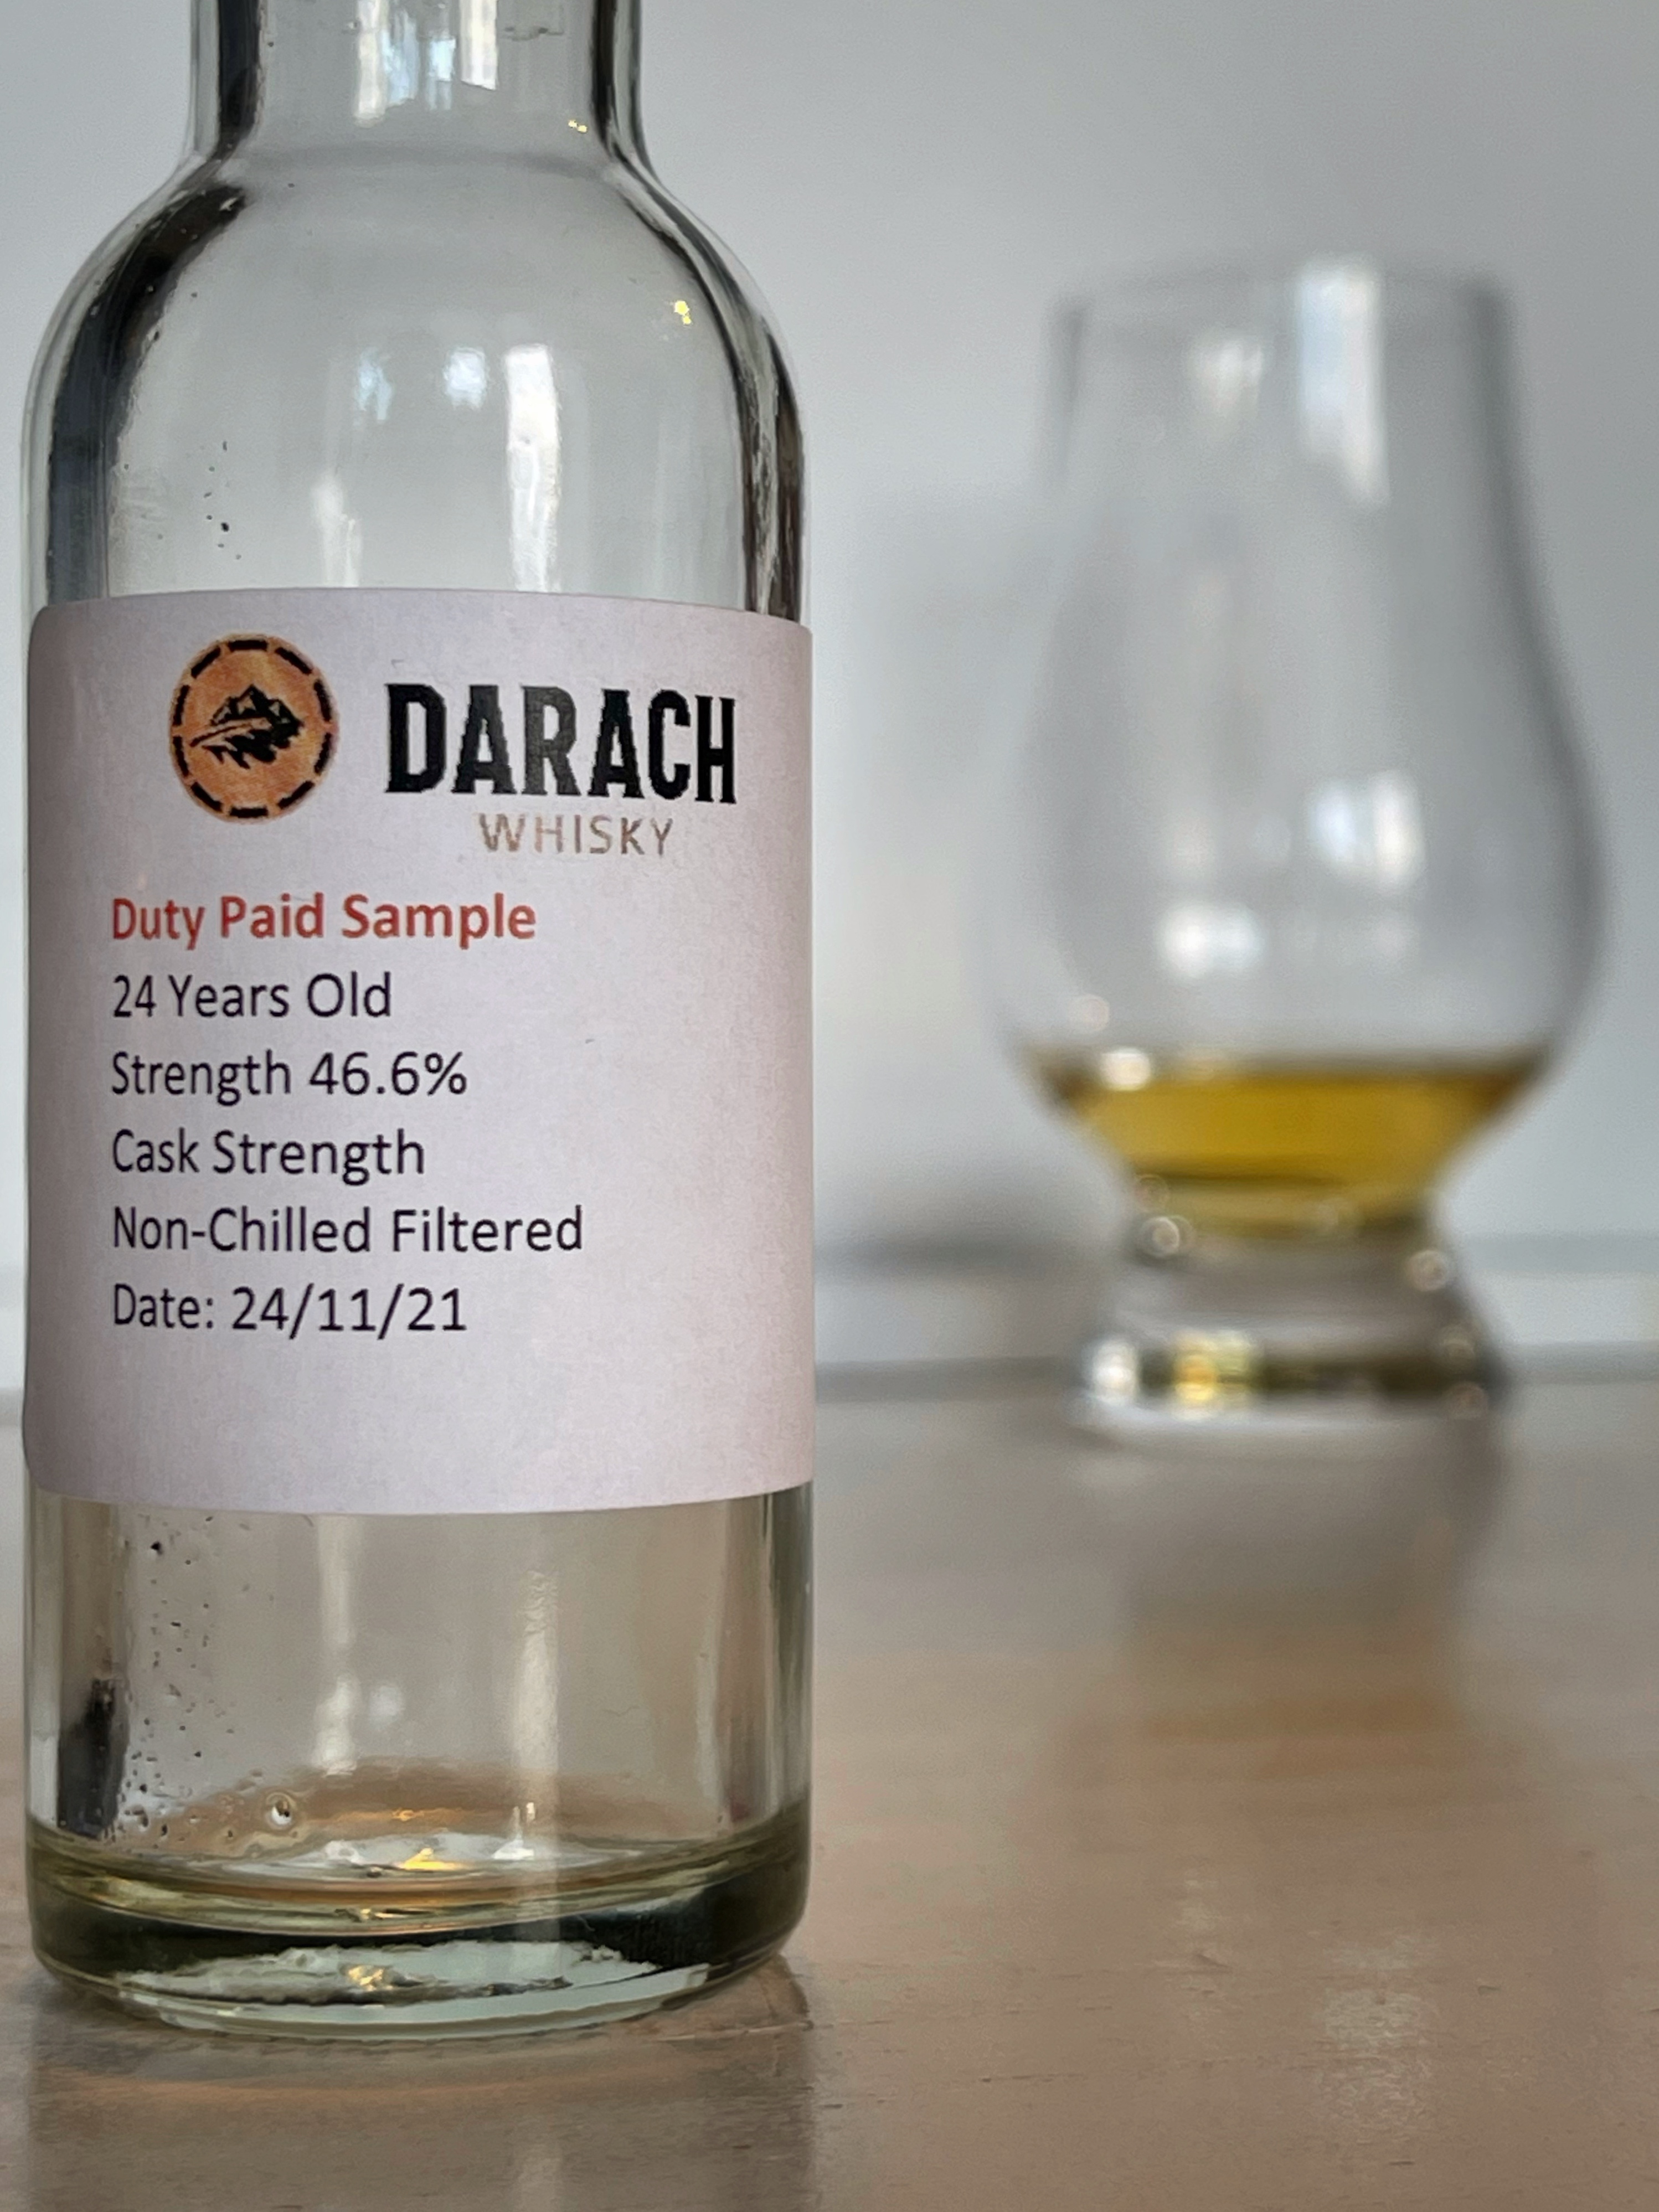 DARACH
WHISKY
Duty Paid Sample
24 Years Old
Strength 46.6%
Cask Strength
Non-Chilled Filtered
Date: 24/11/21